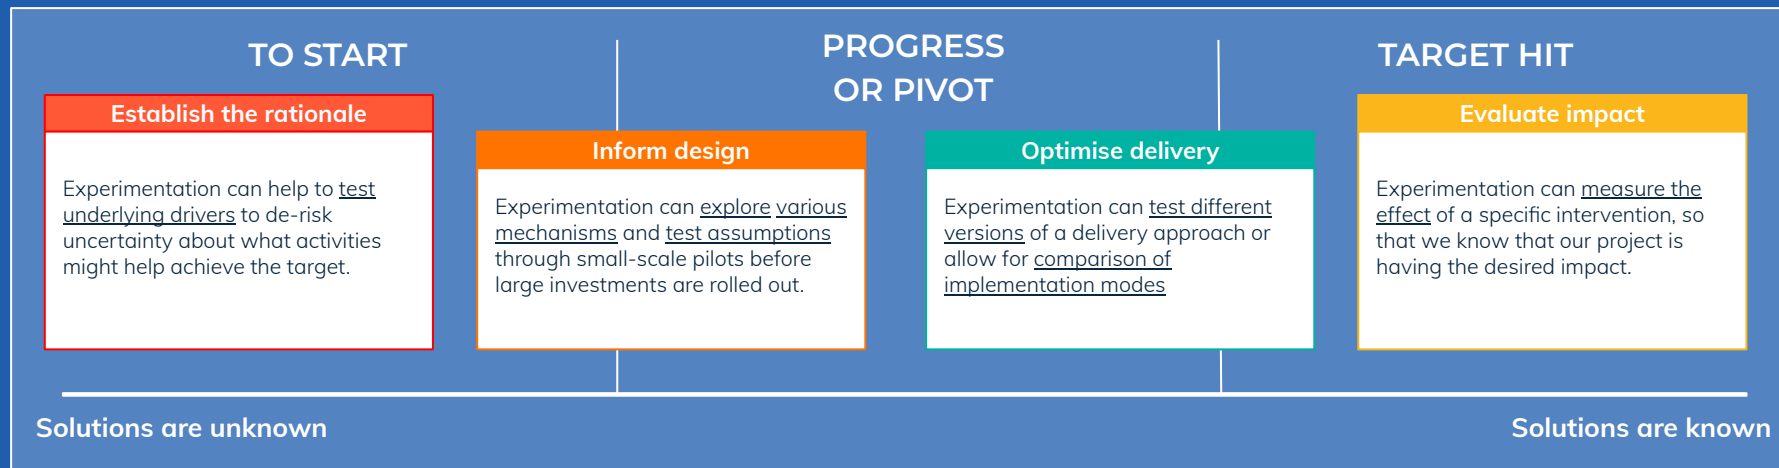 TO START
PROGRESS
OR PIVOT
TARGET HIT
Establish the rationale
Experimentation can help to test
underlying drivers to de-risk
uncertainty about what activities
might help achieve the target.
Inform design
Experimentation can explore various
mechanisms and test assumptions
through small-scale pilots before
large investments are rolled out.
Optimise delivery
Experimentation can test different
versions of a delivery approach or
allow for comparison of
implementation modes
Evaluate impact
Experimentation can measure the
effect of a specific intervention, so
that we know that our project is
having the desired impact.
Solutions are unknown
Solutions are known